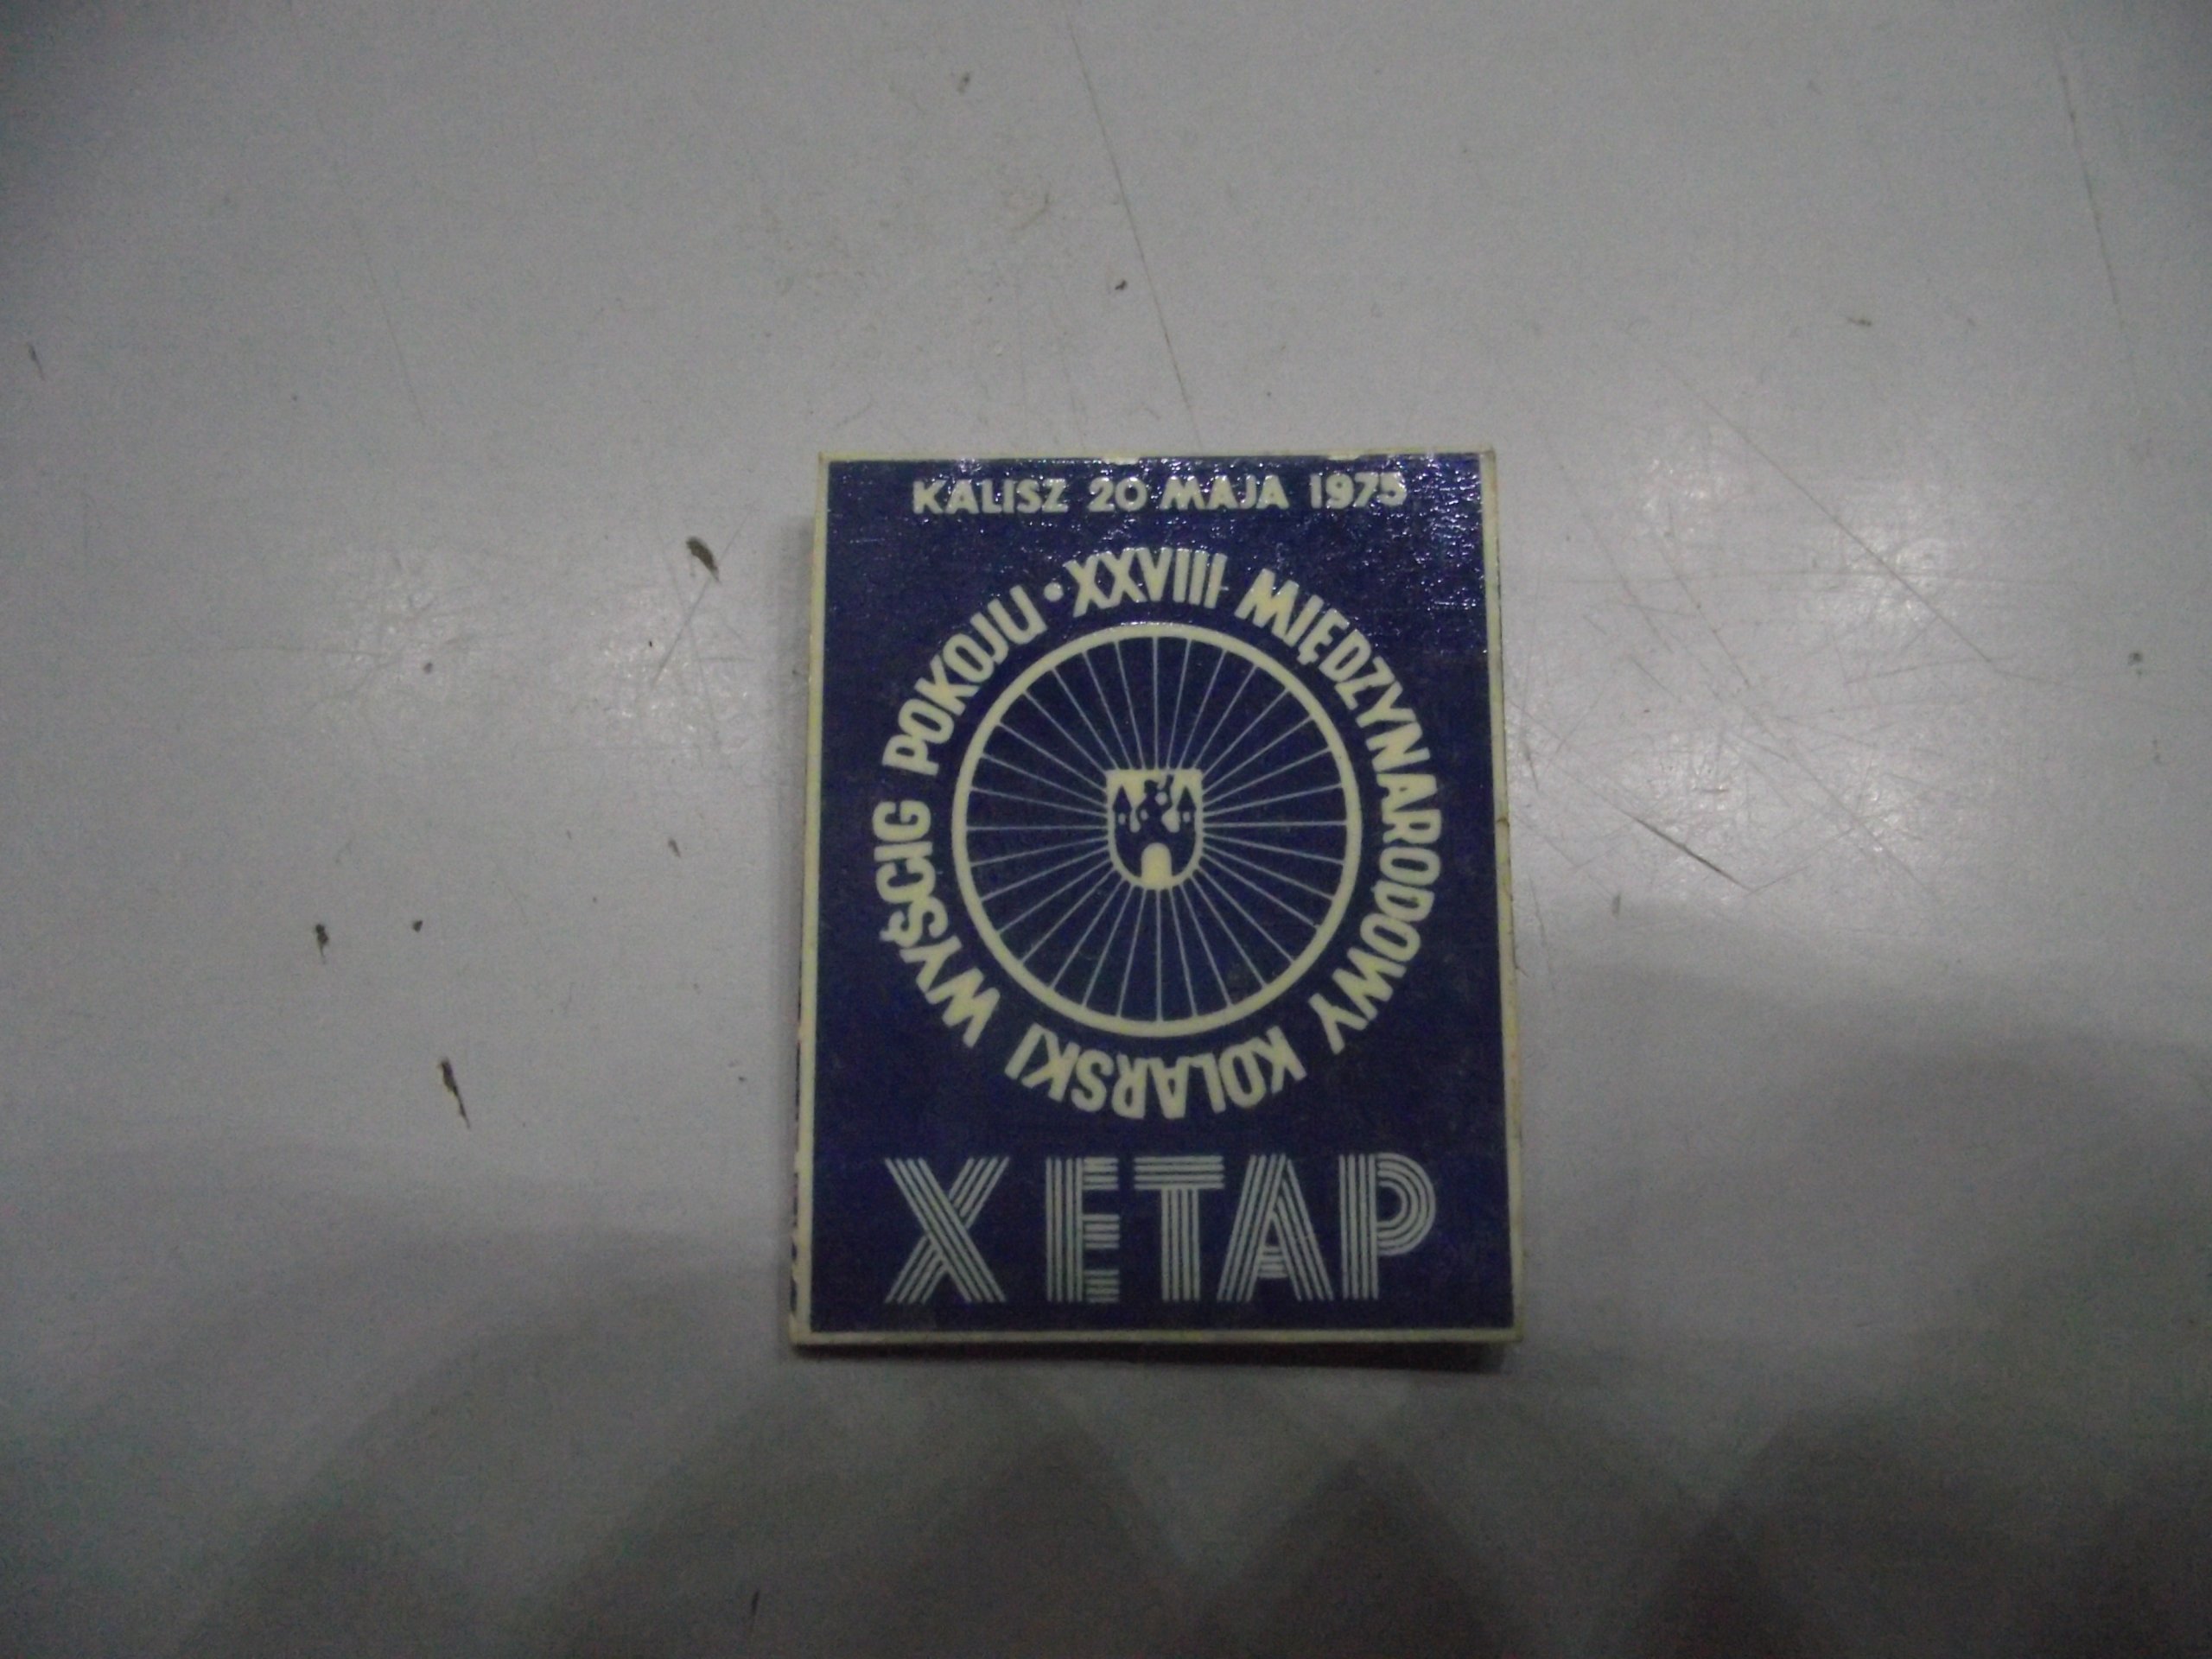 KALISZ 20 MAJA 1975
XXVIII MIĘDZYNARODOWY KOLARSKI WYŚCIG POKOJU •
X ETAP